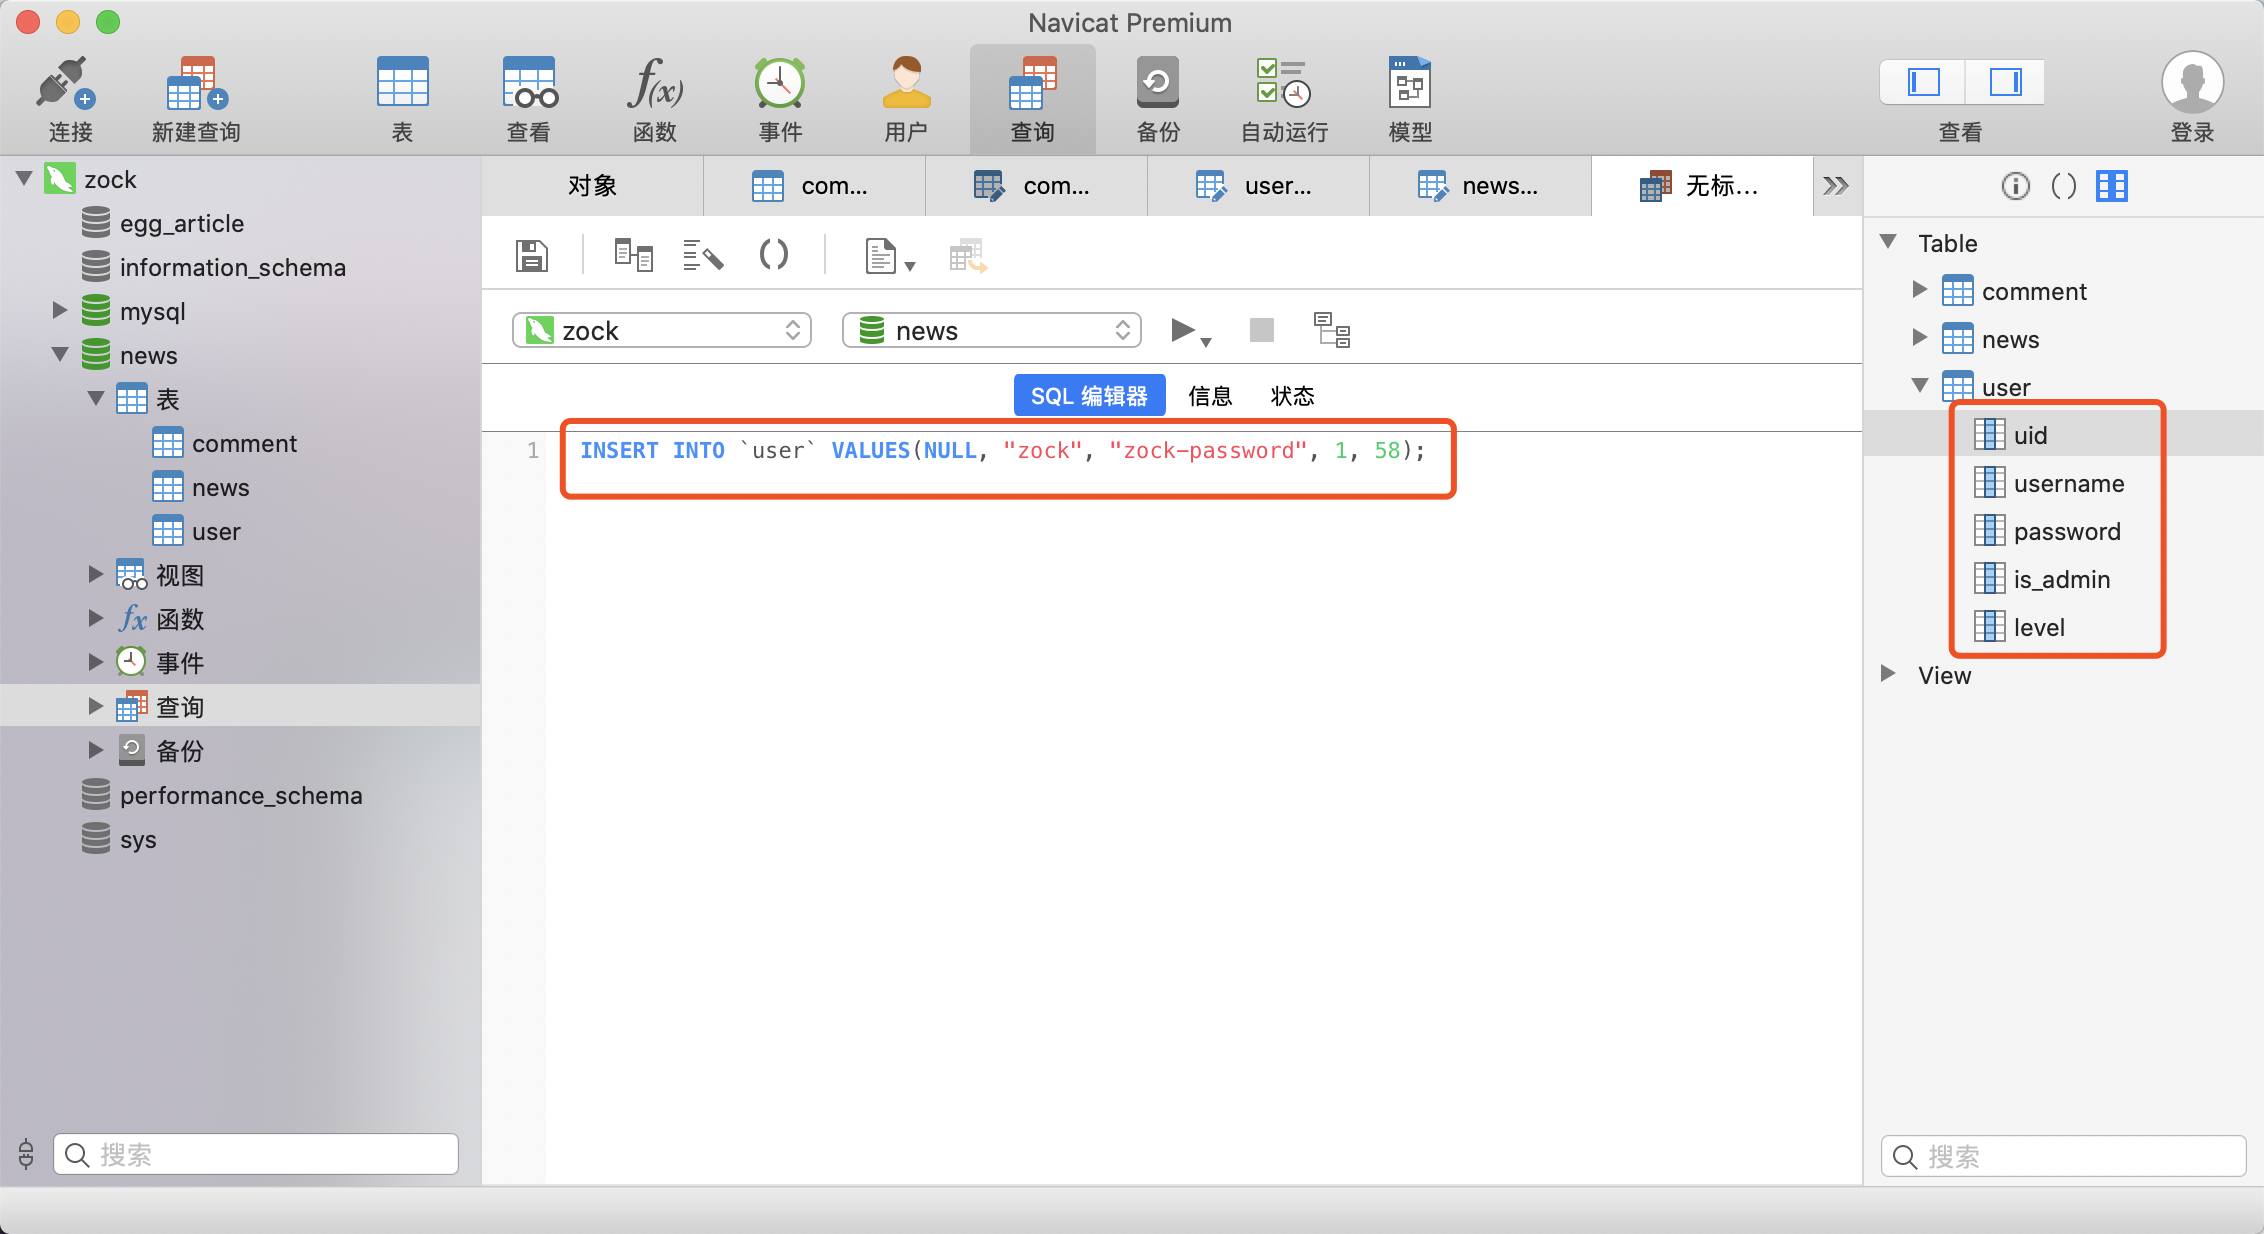 Navicat Premium
连接
新建查询
表
查看
函数
事件
用户
查询
备份
自动运行
模型
查看
登录
zock
egg_article
information_schema
mysql
news
表
comment
news
user
视图
函数
事件
查询
备份
performance_schema
sys
搜索
对象
com...
com...
user...
news...
无标...
zock
news
SQL 编辑器
信息
状态
1
INSERT INTO `user` VALUES(NULL, "zock", "zock-password", 1, 58);
Table
comment
news
user
uid
username
password
is_admin
level
View
搜索